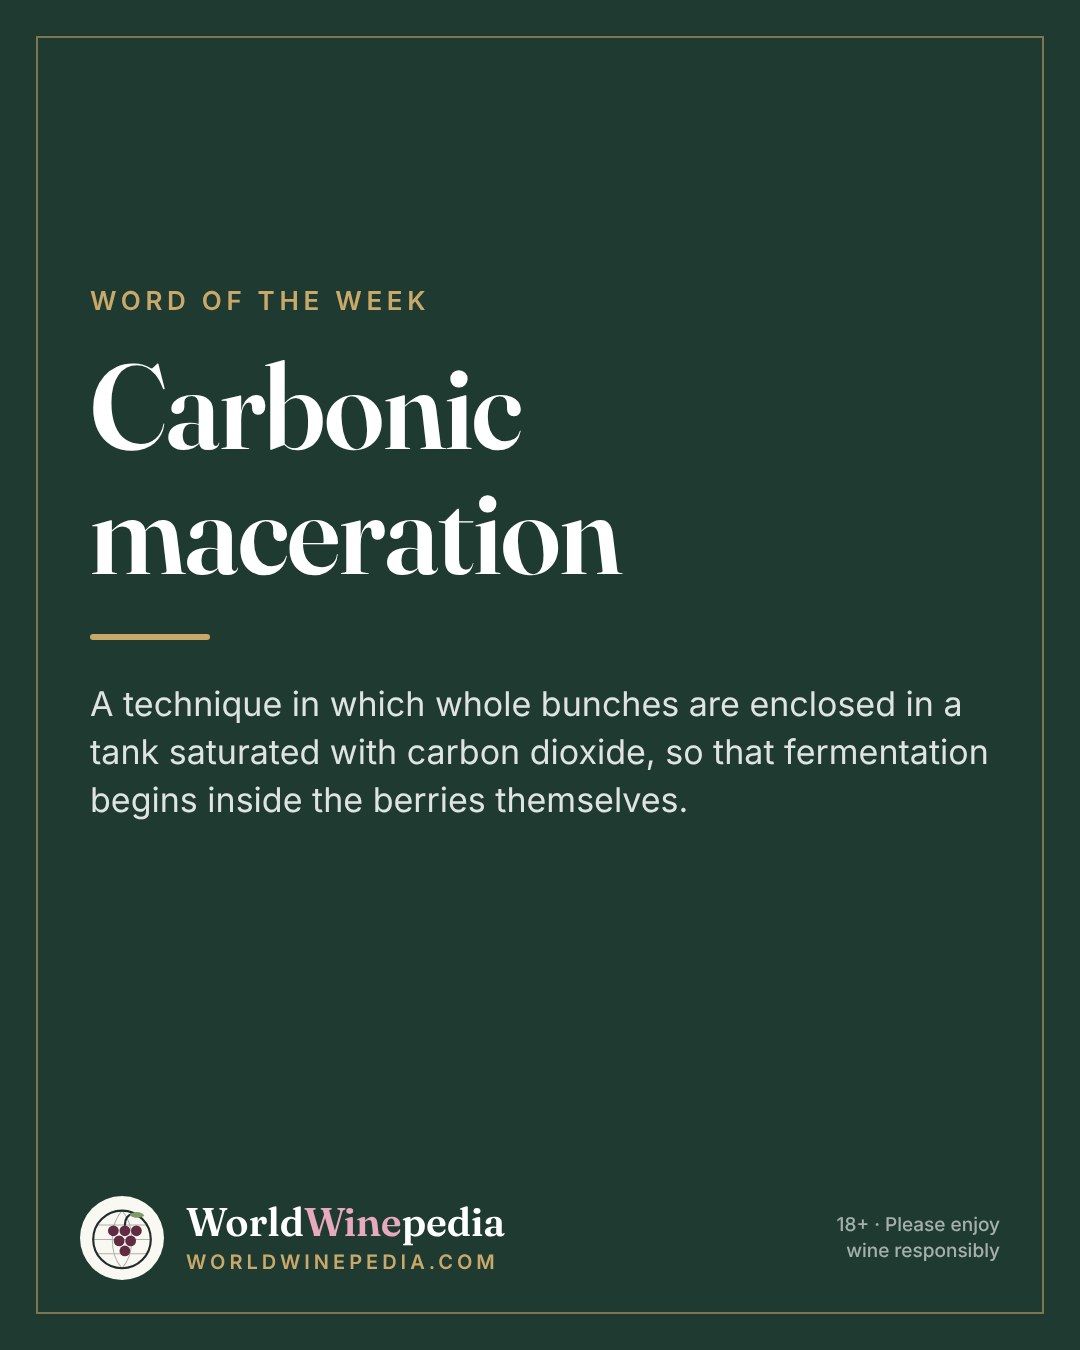 WORD OF THE WEEK
Carbonic
maceration
A technique in which whole bunches are enclosed in a
tank saturated with carbon dioxide, so that fermentation
begins inside the berries themselves.
WorldWinepedia
WORLDWINEPEDIA.COM
18+ · Please enjoy
wine responsibly